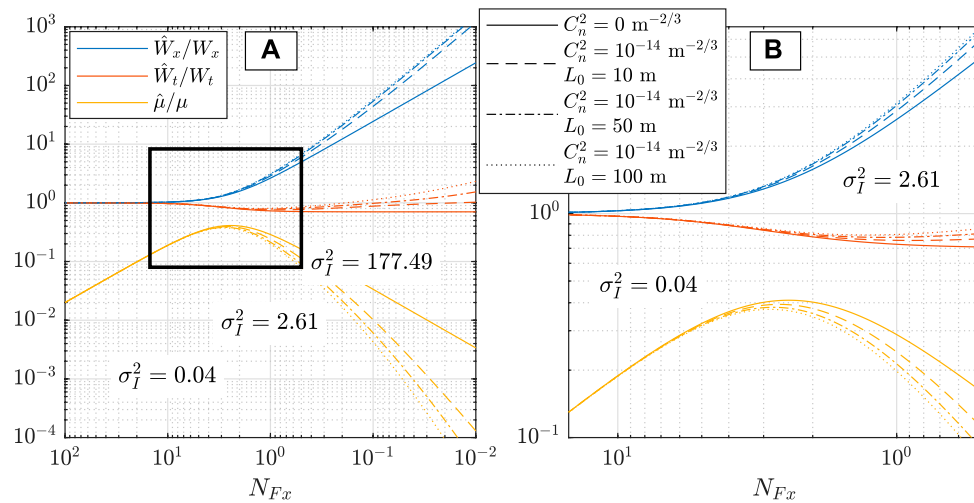 A
Ŵ_x/W_x
Ŵ_t/W_t
μ̂/μ
10^3
10^2
10^1
10^0
10^-1
10^-2
10^-3
10^-4
σ_I^2 = 177.49
σ_I^2 = 2.61
σ_I^2 = 0.04
10^2
10^1
10^0
10^-1
10^-2
N_Fx
C_n^2 = 0 m^-2/3
C_n^2 = 10^-14 m^-2/3
L_0 = 10 m
C_n^2 = 10^-14 m^-2/3
L_0 = 50 m
C_n^2 = 10^-14 m^-2/3
L_0 = 100 m
B
σ_I^2 = 2.61
σ_I^2 = 0.04
10^0
10^-1
10^1
10^0
N_Fx